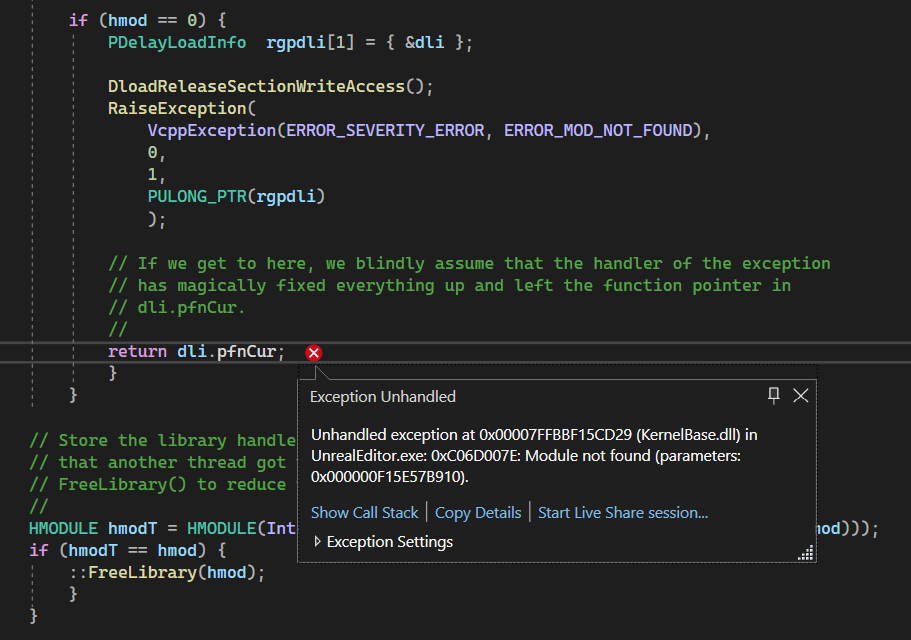 if (hmod == 0) {
PDelayLoadInfo  rgpdli[1] = { &dli };
DloadReleaseSectionWriteAccess();
RaiseException(
VcppException(ERROR_SEVERITY_ERROR, ERROR_MOD_NOT_FOUND),
0,
1,
PULONG_PTR(rgpdli)
);
// If we get to here, we blindly assume that the handler of the exception
// has magically fixed everything up and left the function pointer in
// dli.pfnCur.
//
return dli.pfnCur;
}
}
Exception Unhandled
Unhandled exception at 0x00007FFBBF15CD29 (KernelBase.dll) in
UnrealEditor.exe: 0xC06D007E: Module not found (parameters:
0x000000F15E57B910).
Show Call Stack | Copy Details | Start Live Share session...
Exception Settings
// Store the library handle
// that another thread got
// FreeLibrary() to reduce
//
HMODULE hmodT = HMODULE(Int mod)));
if (hmodT == hmod) {
::FreeLibrary(hmod);
}
}